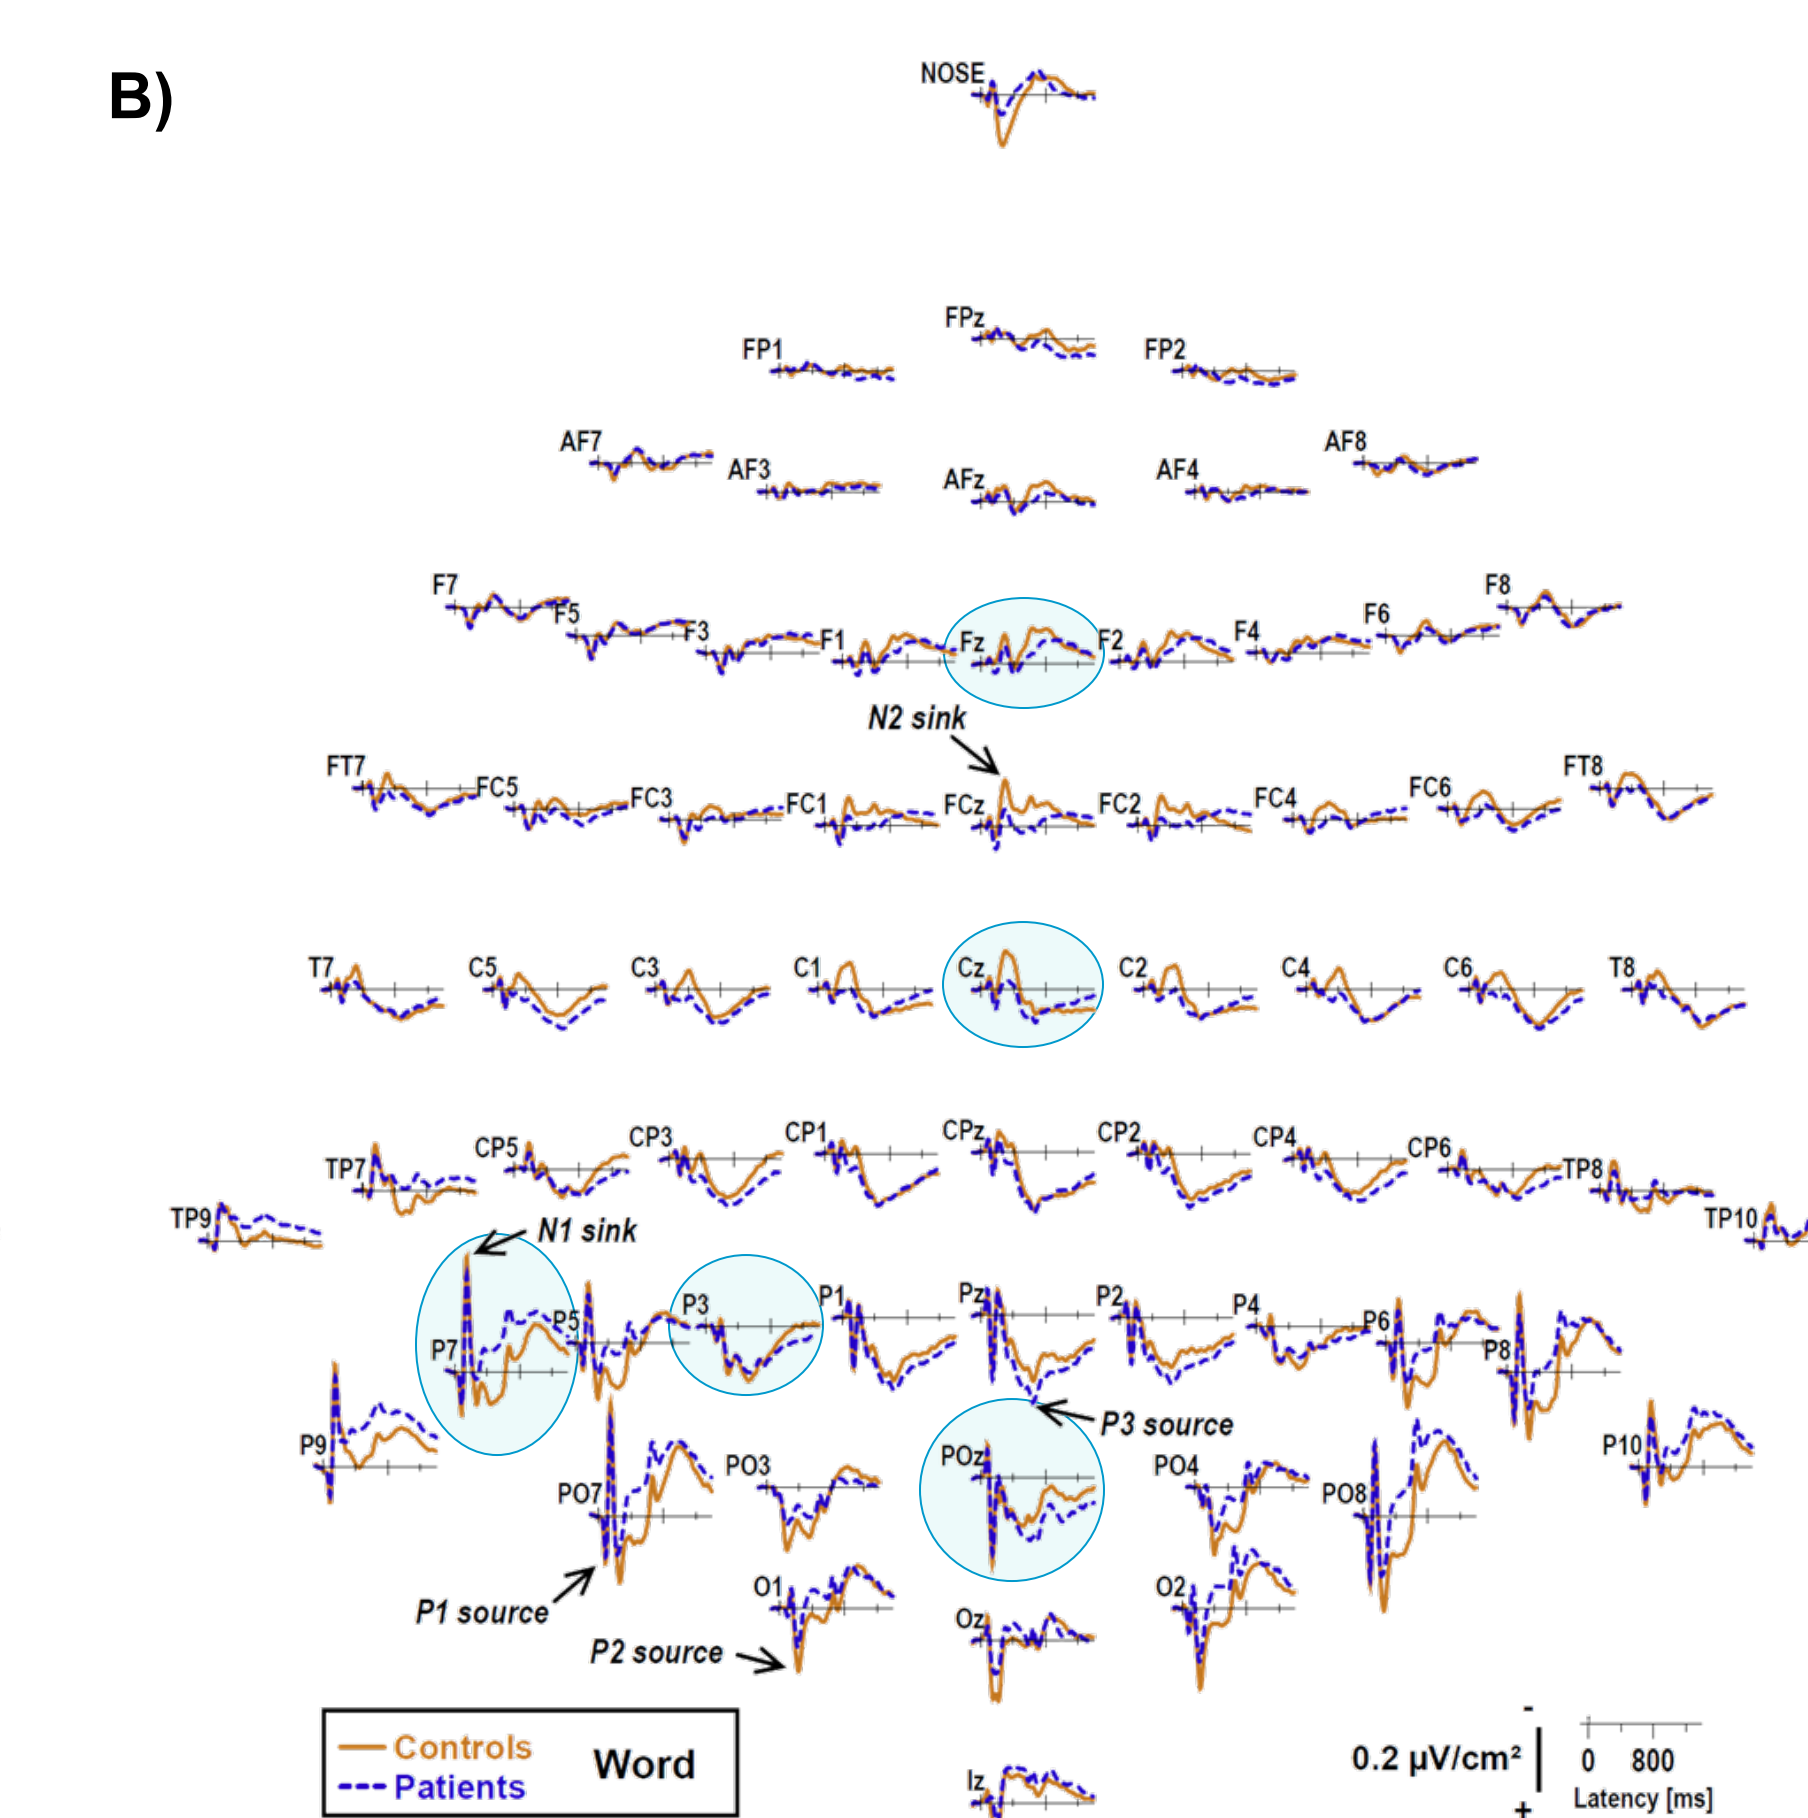 B)
NOSE
FPz
FP1
FP2
AF7
AF8
AF3
AFz
AF4
F7
F8
F5
F6
F3
F1
Fz
F2
F4
N2 sink
FT7
FT8
FC5
FC3
FC1
FCz
FC2
FC4
FC6
T7
C5
C3
C1
Cz
C2
C4
C6
T8
TP7
CP5
CP3
CP1
CPz
CP2
CP4
CP6
TP8
TP9
TP10
N1 sink
P7
P5
P3
P1
Pz
P2
P4
P6
P8
P3 source
P9
P10
PO7
PO3
POz
PO4
PO8
O1
O2
P1 source
Oz
P2 source
Controls
Patients
Word
Iz
0.2 µV/cm²
-
+
0 800
Latency [ms]